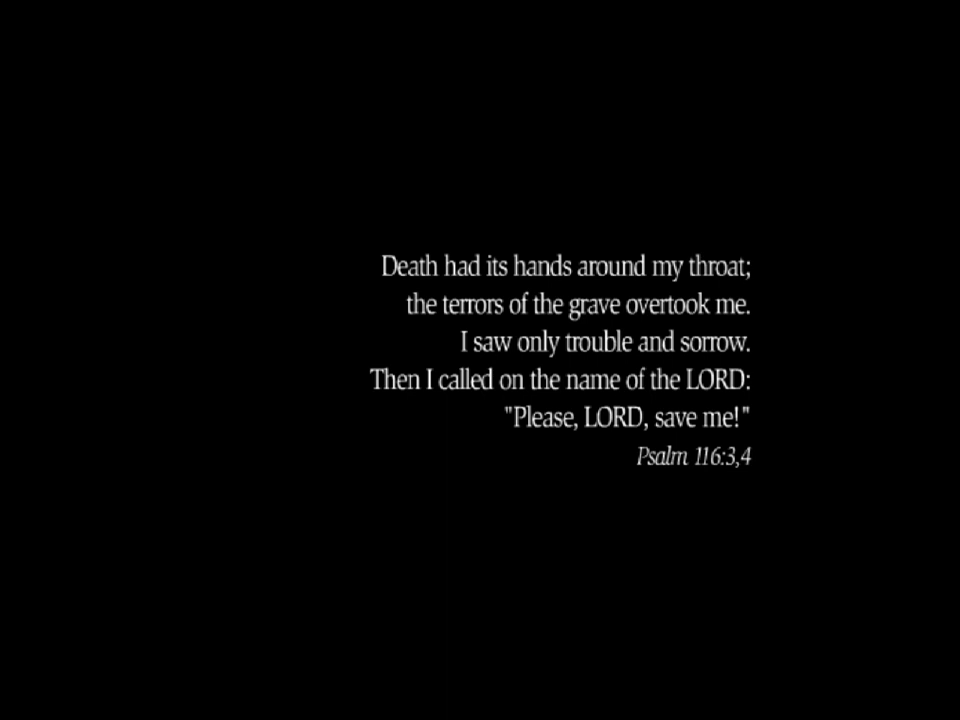 Death had its hands around my throat;
the terrors of the grave overtook me.
I saw only trouble and sorrow.
Then I called on the name of the LORD:
"Please, LORD, save me!"
Psalm 116:3,4